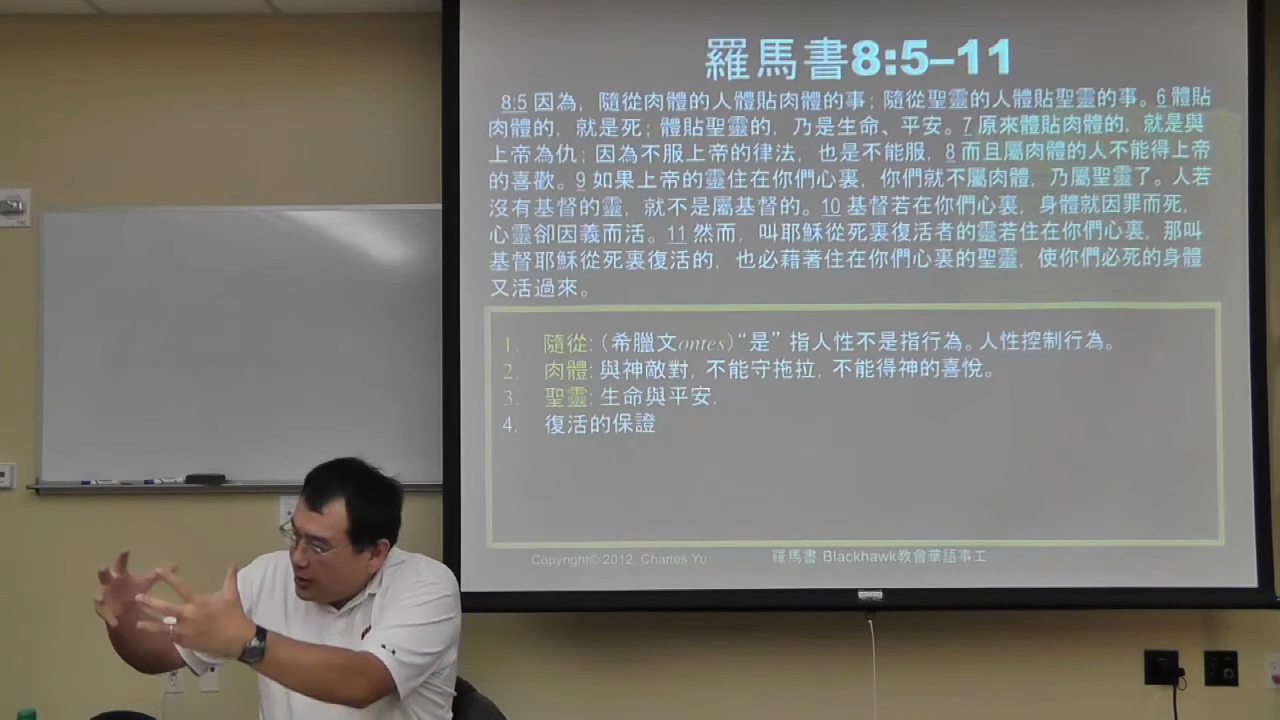 羅馬書8:5–11
8:5 因為，隨從肉體的人體貼肉體的事；隨從聖靈的人體貼聖靈的事。6 體貼
肉體的，就是死；體貼聖靈的，乃是生命、平安。7 原來體貼肉體的，就是與
上帝為仇；因為不服上帝的律法，也是不能服，8 而且屬肉體的人不能得上帝
的喜歡。9 如果上帝的靈住在你們心裏，你們就不屬肉體，乃屬聖靈了。人若
沒有基督的靈，就不是屬基督的。10 基督若在你們心裏，身體就因罪而死，
心靈卻因義而活。11 然而，叫耶穌從死裏復活者的靈若住在你們心裏，那叫
基督耶穌從死裏復活的，也必藉著住在你們心裏的聖靈，使你們必死的身體
又活過來。
1. 隨從:（希臘文ontes）“是” 指人性不是指行為。人性控制行為。
2. 肉體: 與神敵對，不能守拖拉，不能得神的喜悅。
3. 聖靈: 生命與平安.
4. 復活的保證
Copyright© 2012, Charles Yu 羅馬書 Blackhawk教會華語事工